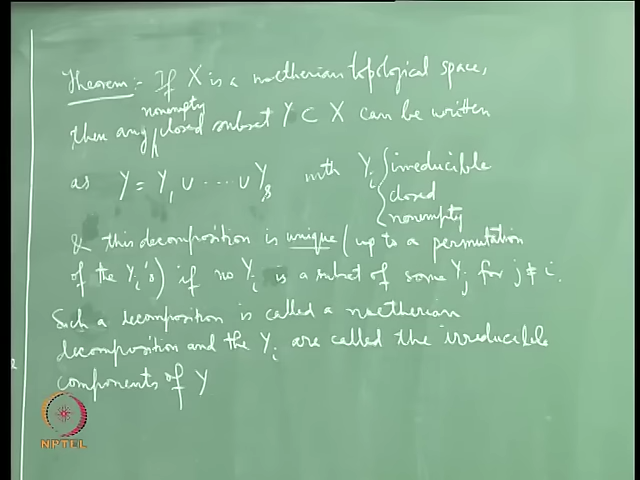 Theorem:- If X is a noetherian topological space,
nonempty
then any closed subset Y ⊂ X can be written
as Y = Y₁ ∪ ····· ∪ Yₛ with Yᵢ { irreducible
closed
nonempty
& this decomposition is unique (up to a permutation
of the Yᵢ's) if no Yᵢ is a subset of some Yⱼ for j ≠ i.
Such a decomposition is called a noetherian
decomposition and the Yᵢ are called the irreducible
components of Y
NPTEL